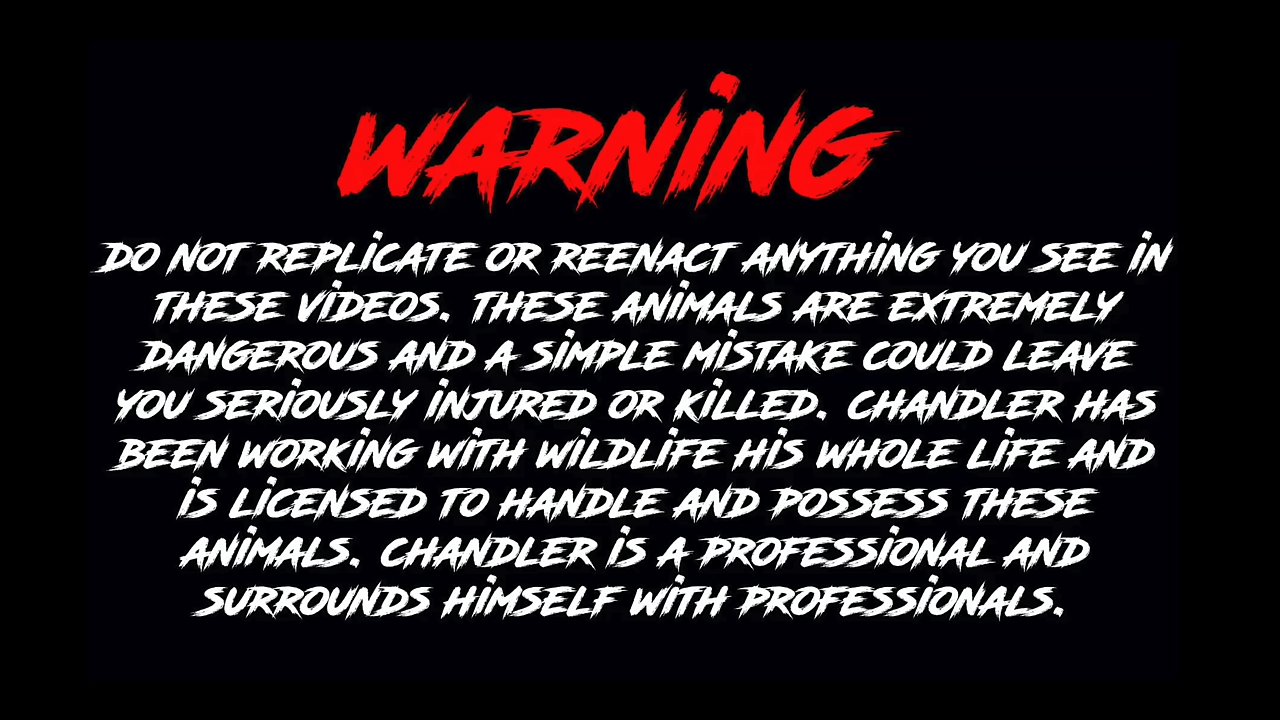 WARNING
DO NOT REPLICATE OR REENACT ANYTHING YOU SEE IN
THESE VIDEOS. THESE ANIMALS ARE EXTREMELY
DANGEROUS AND A SIMPLE MISTAKE COULD LEAVE
YOU SERIOUSLY INJURED OR KILLED. CHANDLER HAS
BEEN WORKING WITH WILDLIFE HIS WHOLE LIFE AND
IS LICENSED TO HANDLE AND POSSESS THESE
ANIMALS. CHANDLER IS A PROFESSIONAL AND
SURROUNDS HIMSELF WITH PROFESSIONALS.